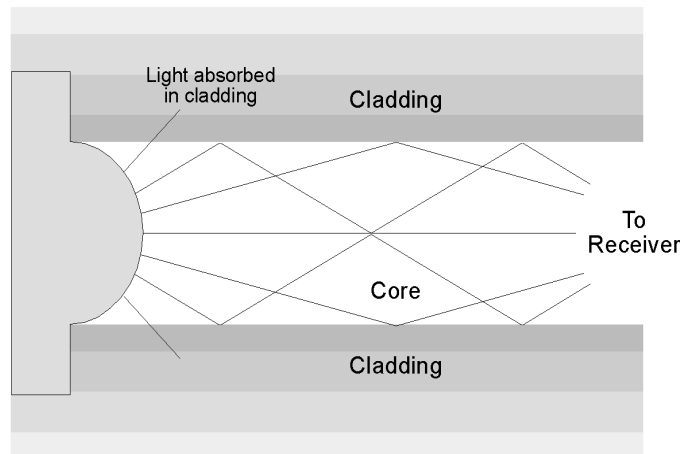 Light absorbed
in cladding
Cladding
To
Receiver
Core
Cladding